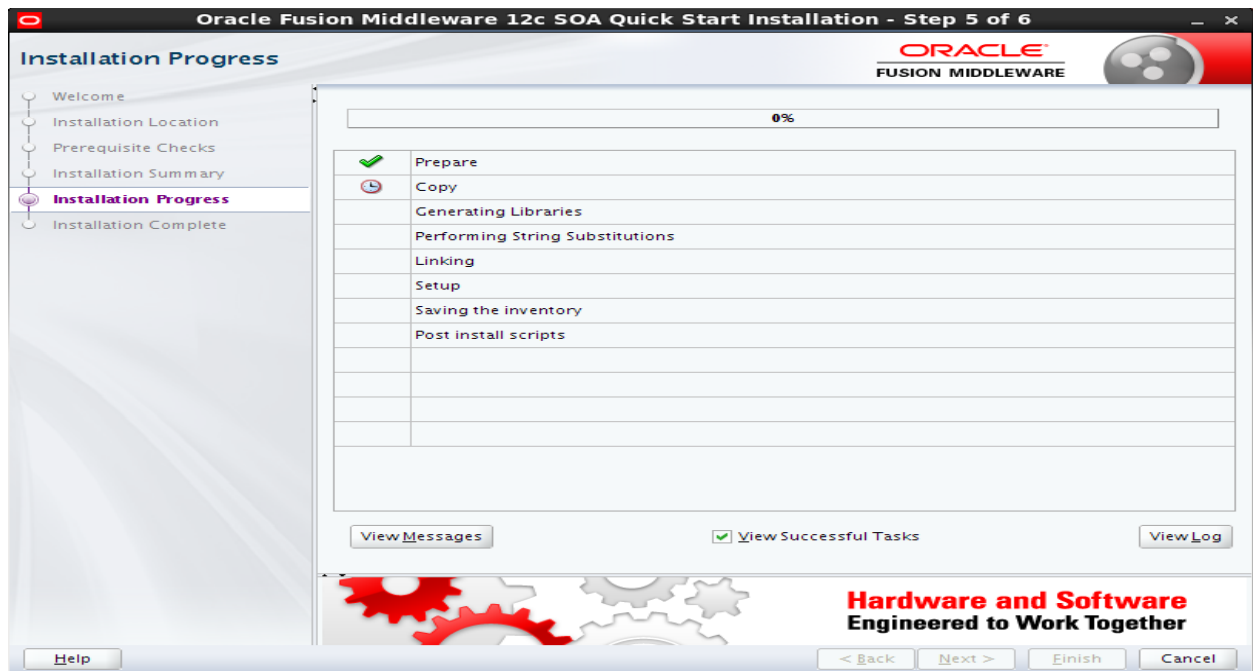 Oracle Fusion Middleware 12c SOA Quick Start Installation - Step 5 of 6
Installation Progress
ORACLE
FUSION MIDDLEWARE
Welcome
Installation Location
Prerequisite Checks
Installation Summary
Installation Progress
Installation Complete
0%
Prepare
Copy
Generating Libraries
Performing String Substitutions
Linking
Setup
Saving the inventory
Post install scripts
View Messages
View Successful Tasks
View Log
Hardware and Software
Engineered to Work Together
Help
< Back
Next >
Finish
Cancel